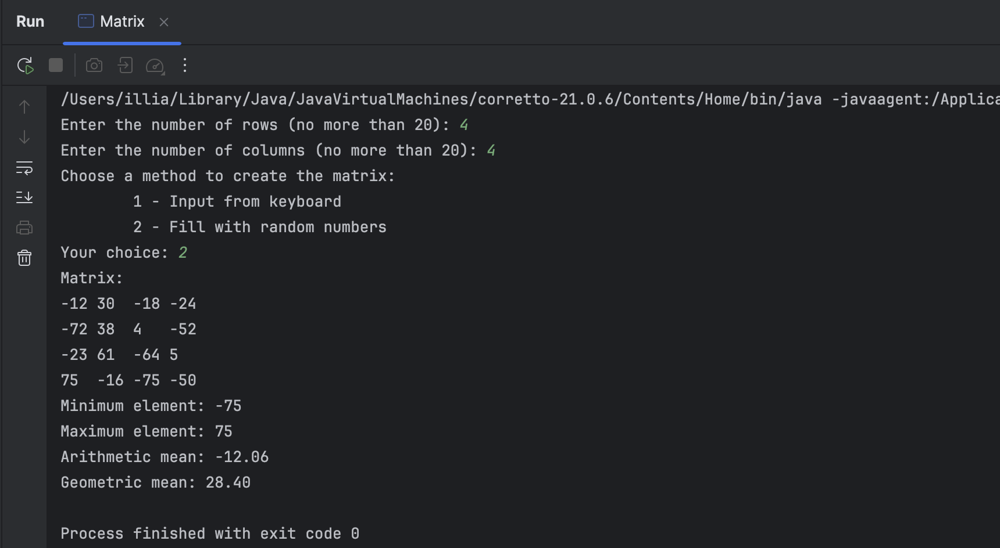 Run Matrix
/Users/illia/Library/Java/JavaVirtualMachines/corretto-21.0.6/Contents/Home/bin/java -javaagent:/Applica
Enter the number of rows (no more than 20): 4
Enter the number of columns (no more than 20): 4
Choose a method to create the matrix:
        1 - Input from keyboard
        2 - Fill with random numbers
Your choice: 2
Matrix:
-12 30  -18 -24
-72 38  4   -52
-23 61  -64 5
75  -16 -75 -50
Minimum element: -75
Maximum element: 75
Arithmetic mean: -12.06
Geometric mean: 28.40
Process finished with exit code 0